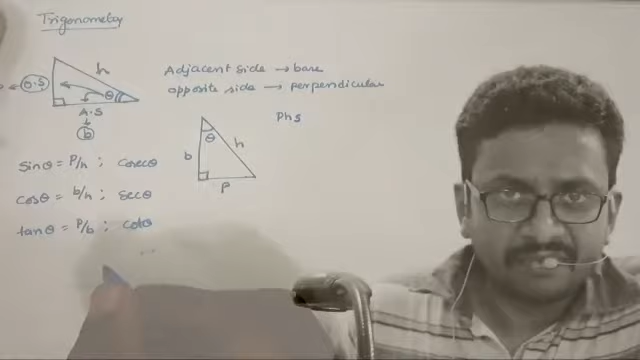 Trigonometry
h
Adjacent side → base
O.S
θ
opposite side → perpendicular
A.S
b
Phs
θ
b
h
P
sinθ = P/h ; cosecθ
cosθ = b/h ; secθ
tanθ = P/b ; cotθ